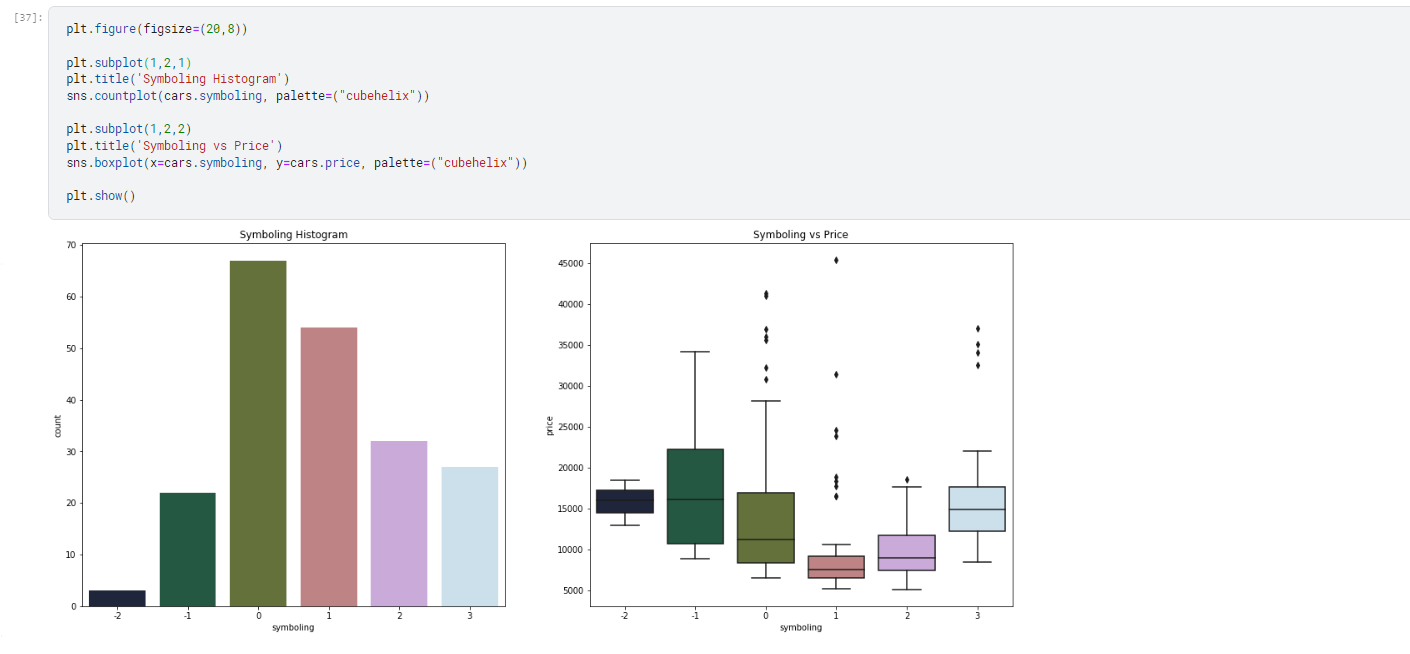 [37]:
plt.figure(figsize=(20,8))
plt.subplot(1,2,1)
plt.title('Symboling Histogram')
sns.countplot(cars.symboling, palette=("cubehelix"))
plt.subplot(1,2,2)
plt.title('Symboling vs Price')
sns.boxplot(x=cars.symboling, y=cars.price, palette=("cubehelix"))
plt.show()
Symboling Histogram
70
60
50
40
30
20
10
0
count
-2 -1 0 1 2 3
symboling
Symboling vs Price
45000
40000
35000
30000
25000
20000
15000
10000
5000
price
-2 -1 0 1 2 3
symboling